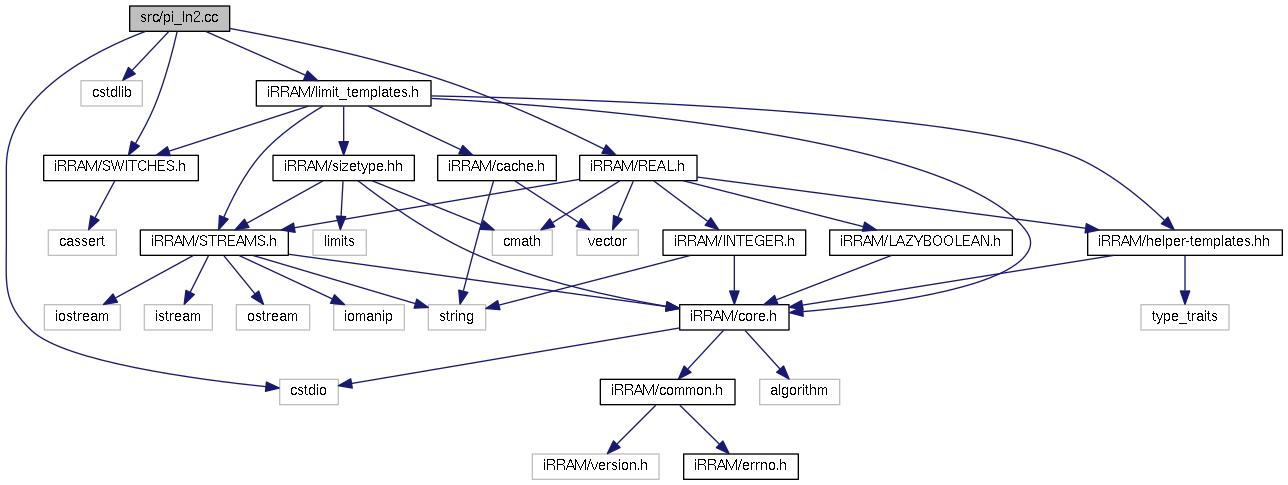 src/pi_ln2.cc
cstdlib
iRRAM/limit_templates.h
iRRAM/SWITCHES.h
iRRAM/sizetype.hh
iRRAM/cache.h
iRRAM/REAL.h
cassert
iRRAM/STREAMS.h
limits
cmath
vector
iRRAM/INTEGER.h
iRRAM/LAZYBOOLEAN.h
iRRAM/helper-templates.hh
iostream
istream
ostream
iomanip
string
iRRAM/core.h
type_traits
cstdio
iRRAM/common.h
algorithm
iRRAM/version.h
iRRAM/errno.h